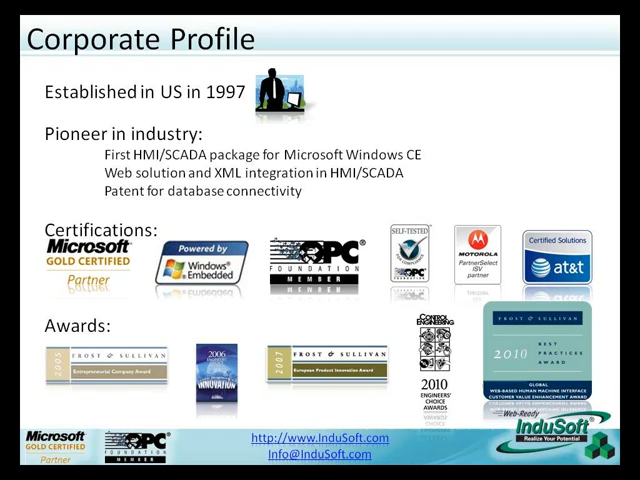 Corporate Profile
Established in US in 1997
Pioneer in industry:
First HMI/SCADA package for Microsoft Windows CE
Web solution and XML integration in HMI/SCADA
Patent for database connectivity
Certifications:
Microsoft
GOLD CERTIFIED
Partner
Powered by
Windows Embedded
OPC
FOUNDATION
MEMBER
SELF-TESTED
FOR COMPLIANCE
OPC
FOUNDATION
MOTOROLA
PartnerSelect
ISV
partner
Certified Solutions
at&t
Awards:
2005
FROST & SULLIVAN
Entrepreneurial Company Award
2006
INNOVATION
2007
FROST & SULLIVAN
European Product Innovation Award
CONTROL
ENGINEERING
2010
ENGINEERS'
CHOICE
AWARDS
FROST & SULLIVAN
2010
BEST
PRACTICES
AWARD
GLOBAL
WEB-BASED HUMAN MACHINE INTERFACE
CUSTOMER VALUE ENHANCEMENT AWARD
Microsoft
GOLD CERTIFIED
Partner
OPC
FOUNDATION
MEMBER
http://www.InduSoft.com
Info@InduSoft.com
Web-Ready
InduSoft
Realize Your Potential